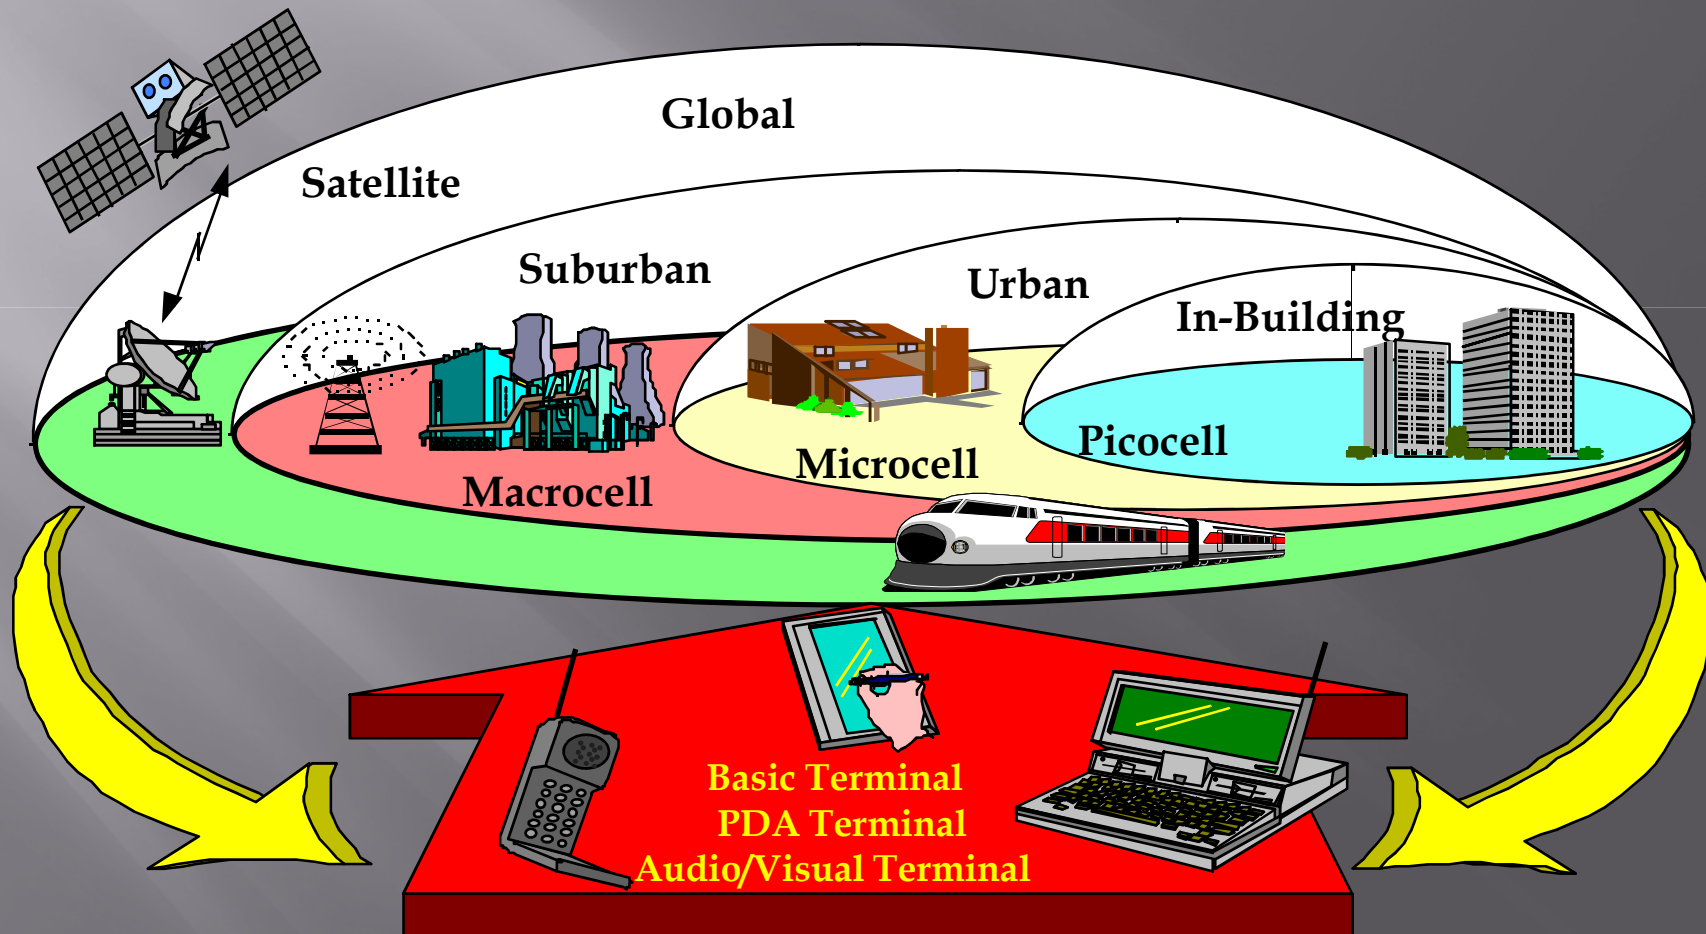 Global
Satellite
Suburban
Urban
In-Building
Picocell
Microcell
Macrocell
Basic Terminal
PDA Terminal
Audio/Visual Terminal